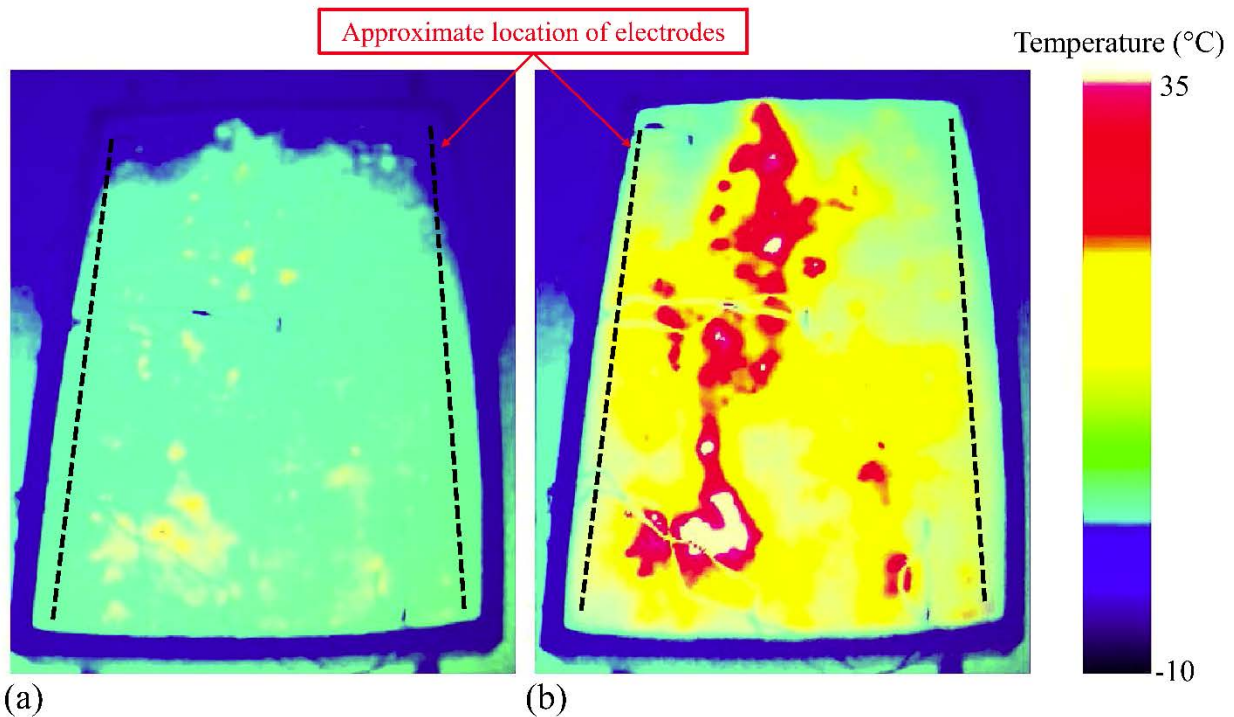 Approximate location of electrodes
Temperature (°C)
35
-10
(a)
(b)